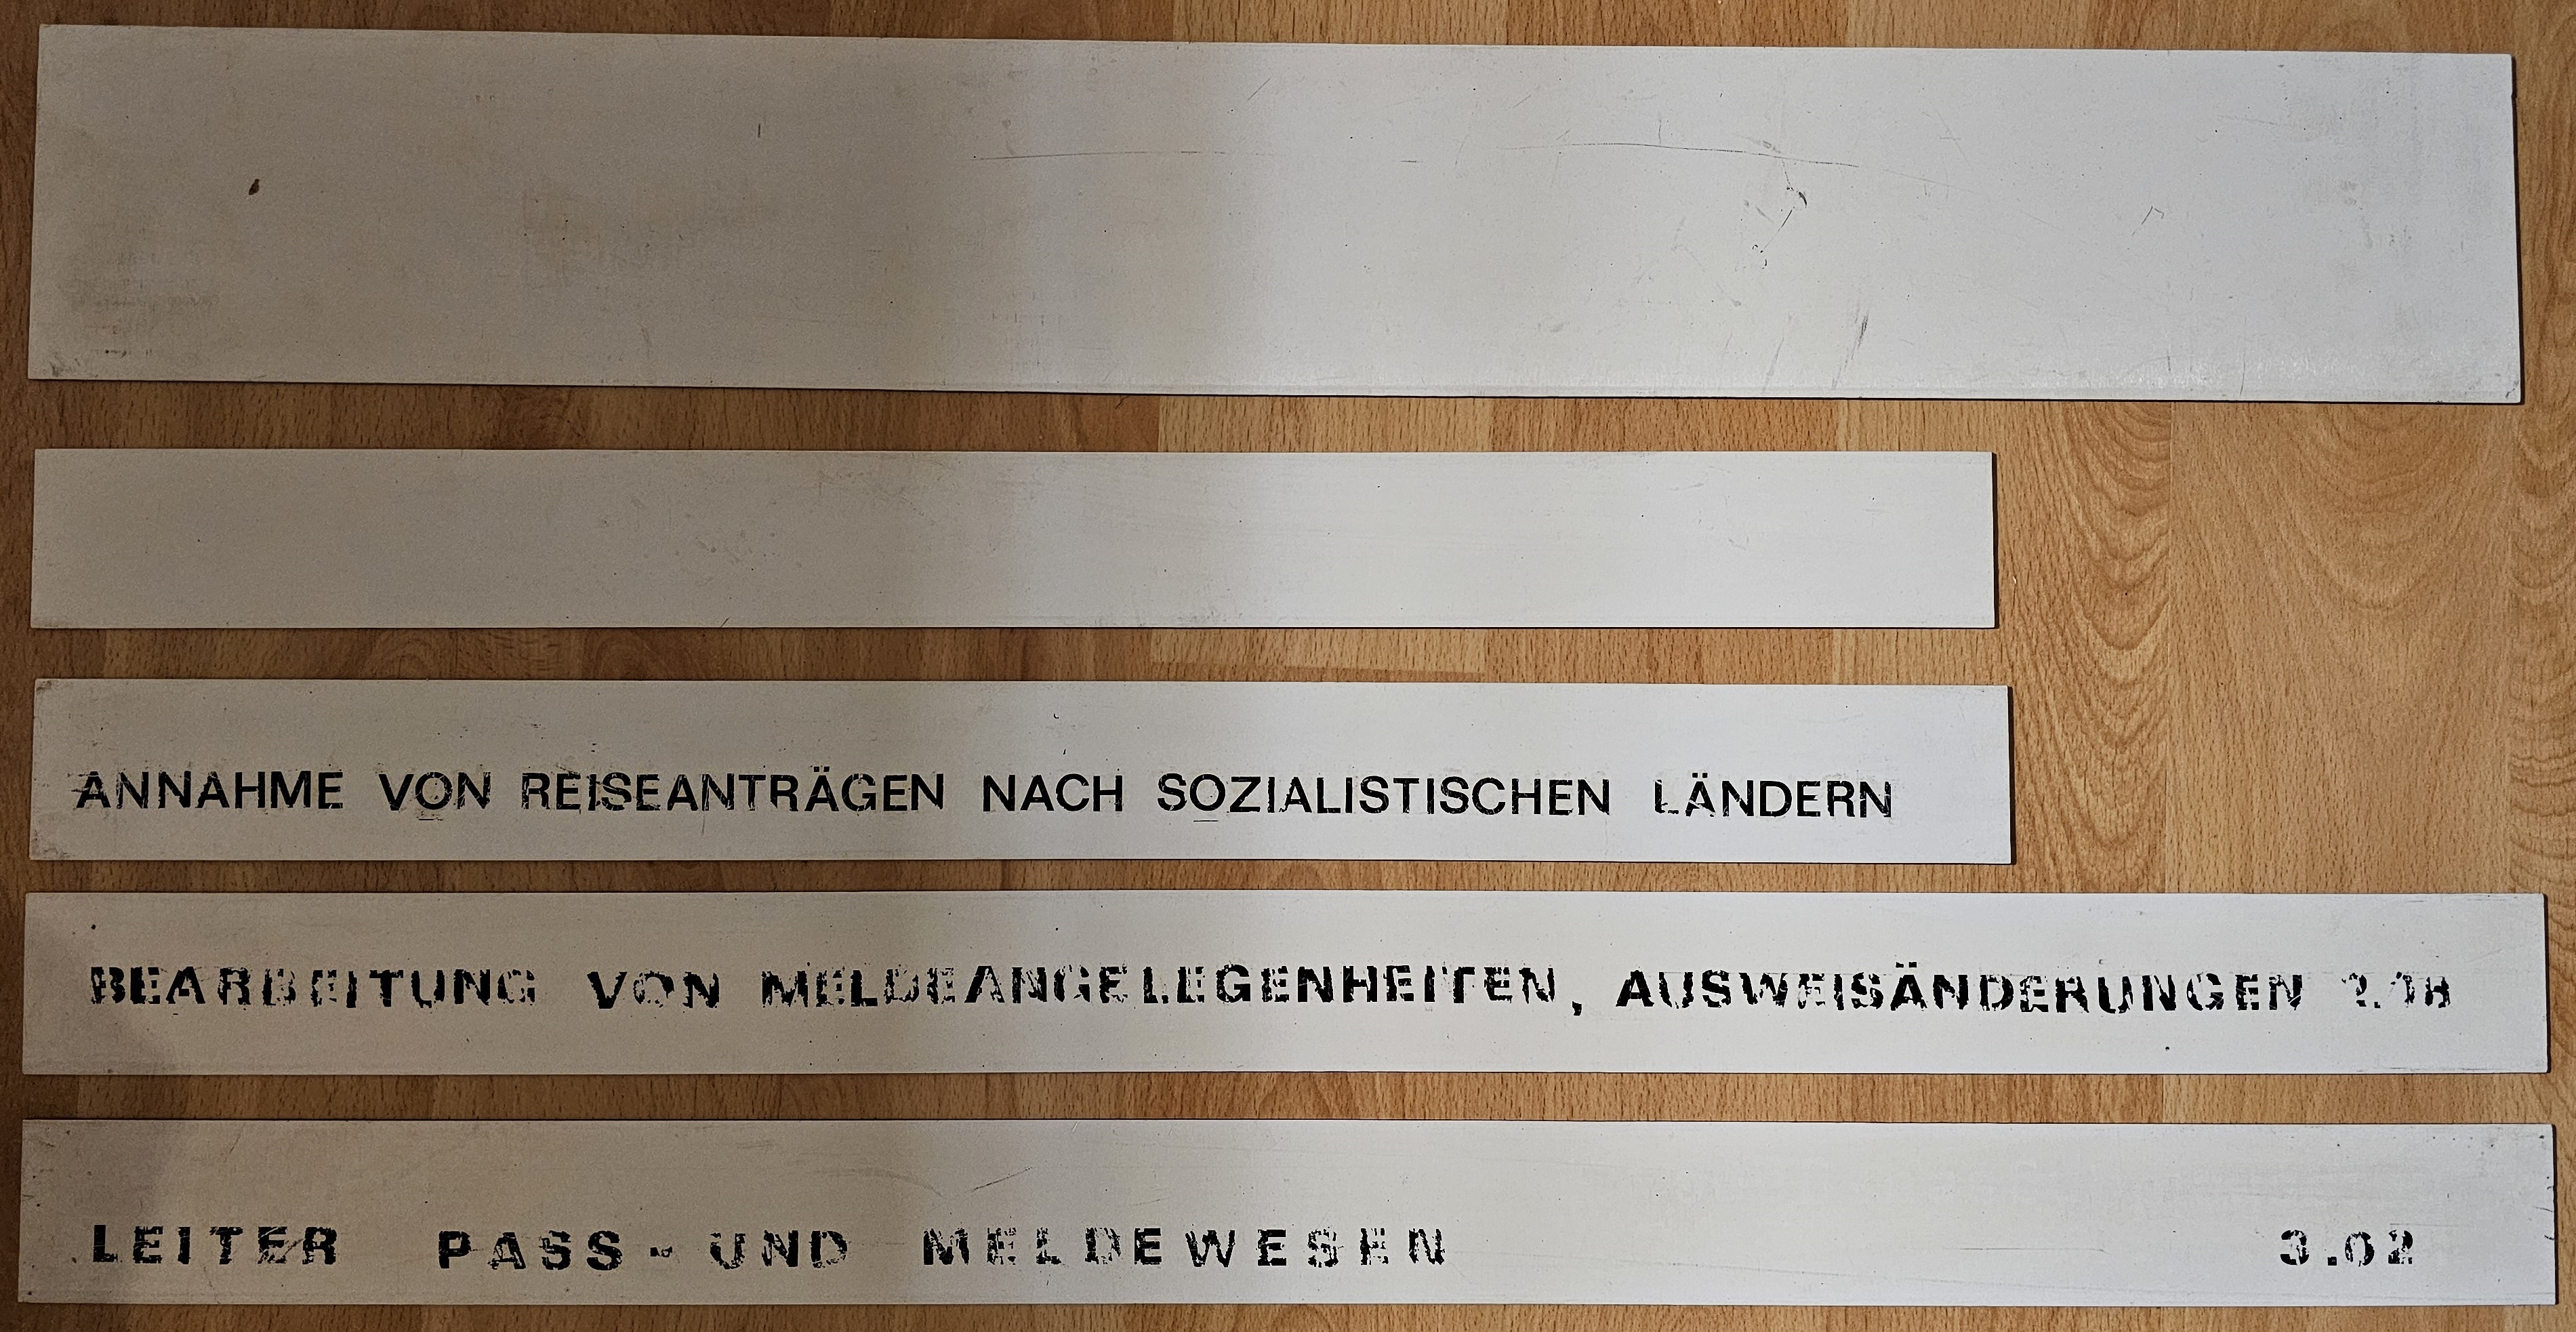 ANNAHME VON REISEANTRÄGEN NACH SOZIALISTISCHEN LÄNDERN
BEARBEITUNG VON MELDEANGELEGENHEITEN, AUSWEISÄNDERUNGEN
LEITER PASS- UND MELDEWESEN 3.02